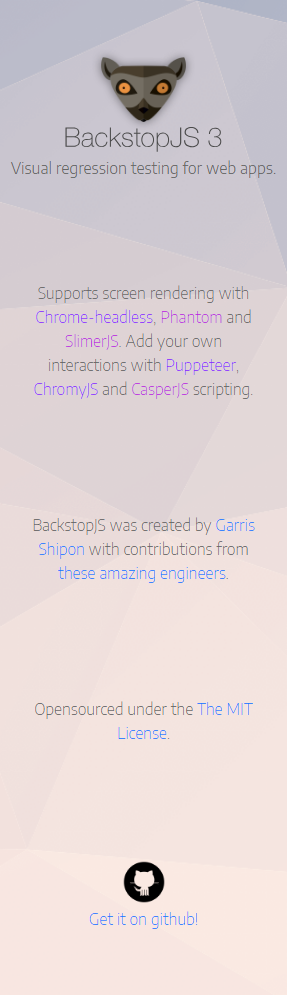 BackstopJS 3
Visual regression testing for web apps.
Supports screen rendering with
Chrome-headless, Phantom and
SlimerJS. Add your own
interactions with Puppeteer,
ChromyJS and CasperJS scripting.
BackstopJS was created by Garris
Shipon with contributions from
these amazing engineers.
Opensourced under the The MIT
License.
Get it on github!